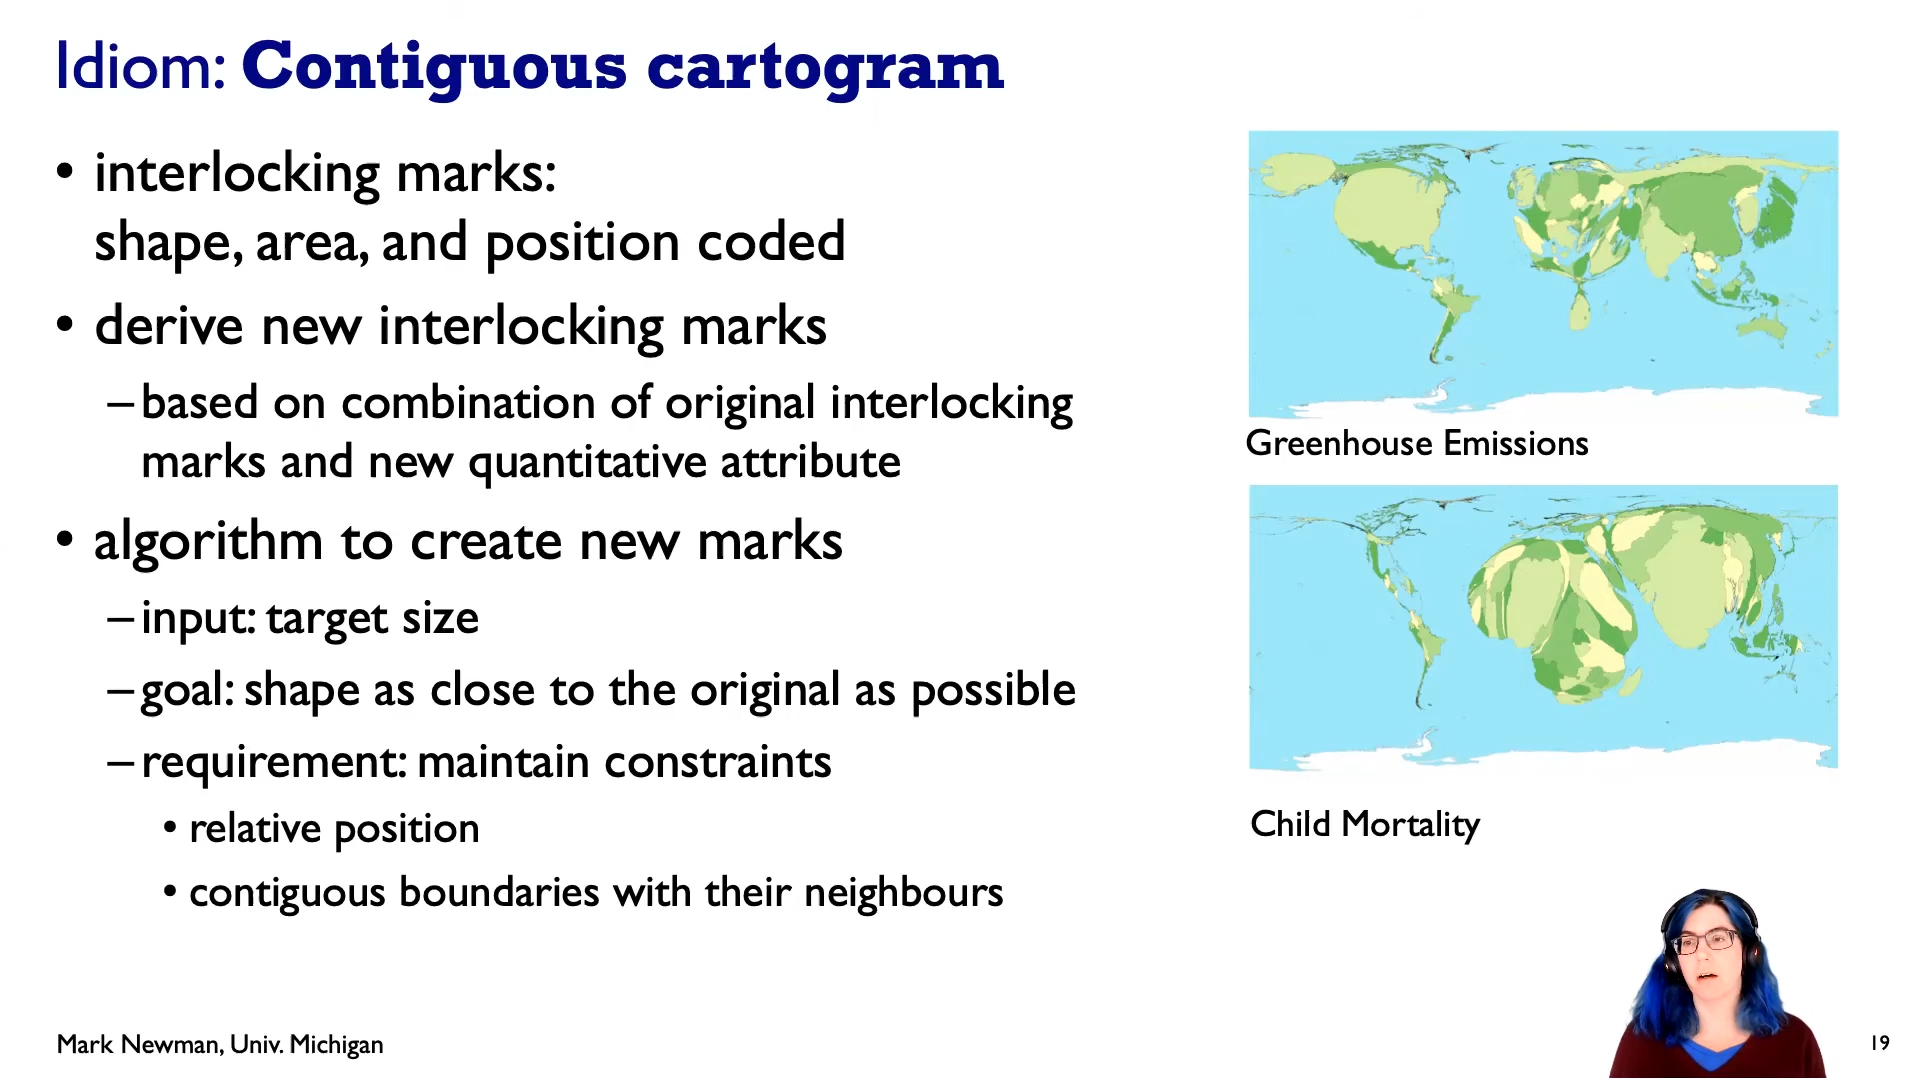 Idiom: Contiguous cartogram
• interlocking marks:
shape, area, and position coded
• derive new interlocking marks
– based on combination of original interlocking
marks and new quantitative attribute
• algorithm to create new marks
– input: target size
– goal: shape as close to the original as possible
– requirement: maintain constraints
• relative position
• contiguous boundaries with their neighbours
Greenhouse Emissions
Child Mortality
Mark Newman, Univ. Michigan
19